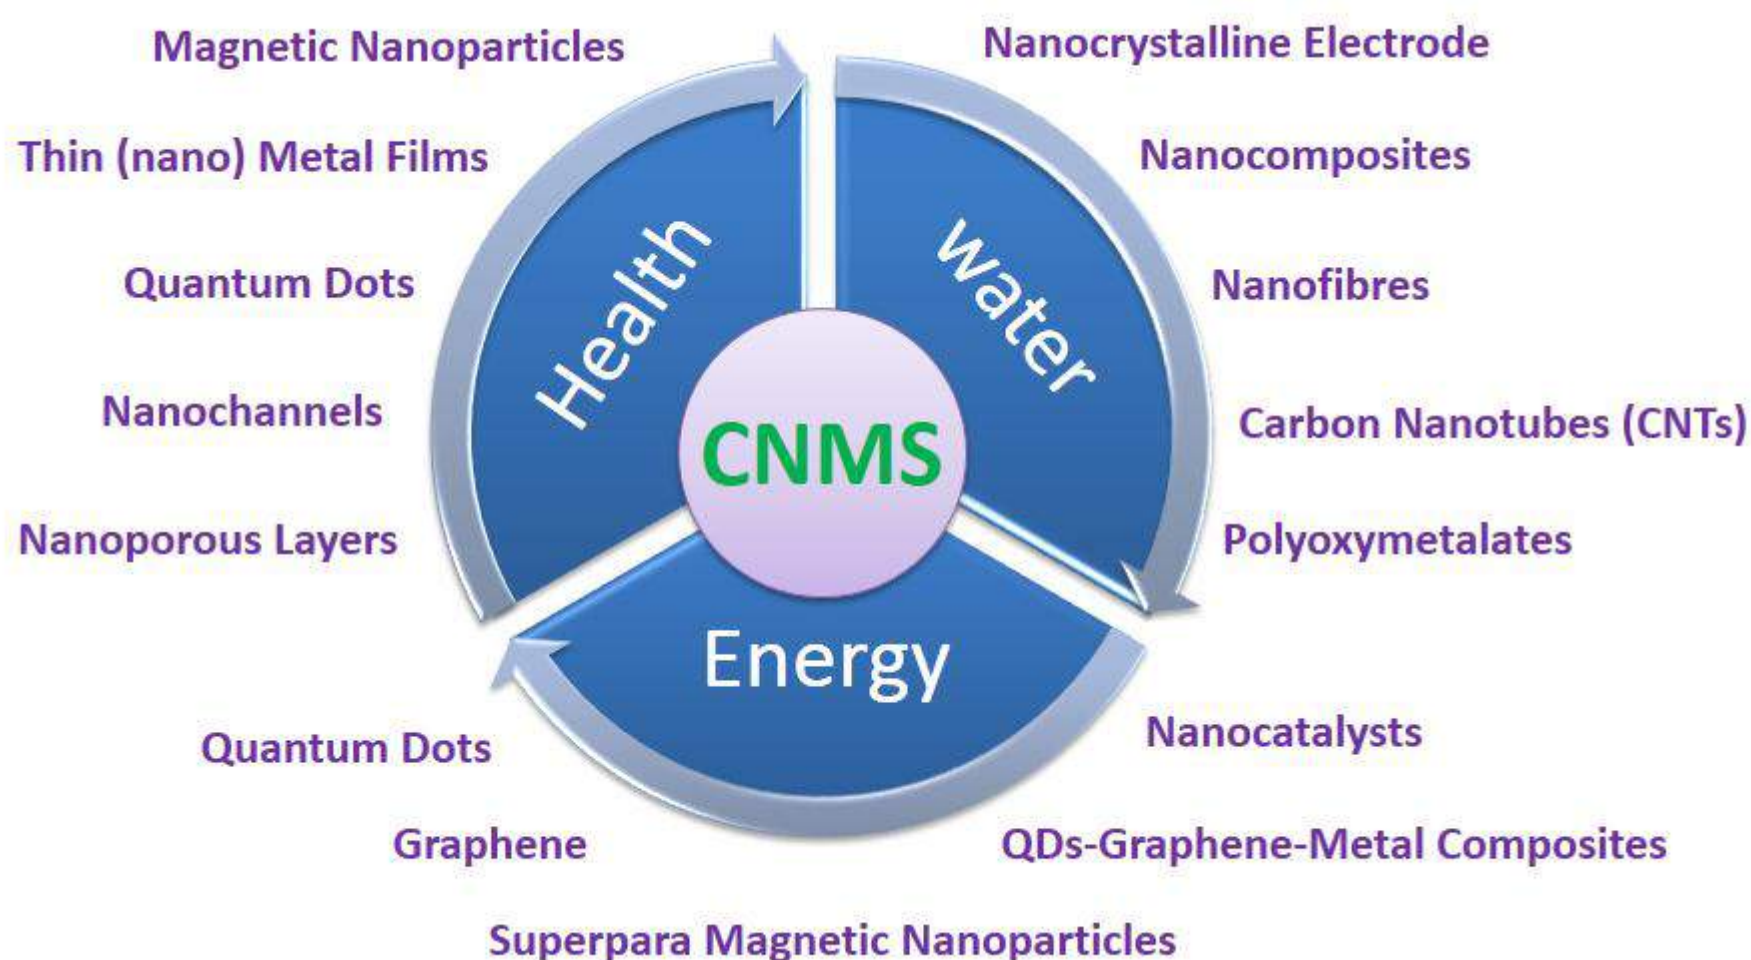 Magnetic Nanoparticles
Nanocrystalline Electrode
Thin (nano) Metal Films
Nanocomposites
Quantum Dots
Health
water
Nanofibres
Nanochannels
CNMS
Carbon Nanotubes (CNTs)
Nanoporous Layers
Polyoxymetalates
Energy
Quantum Dots
Nanocatalysts
Graphene
QDs-Graphene-Metal Composites
Superpara Magnetic Nanoparticles